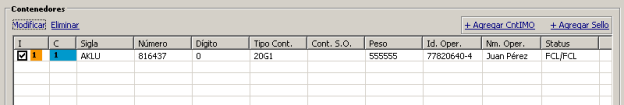 Contenedores
Modificar Eliminar + Agregar CntIMO + Agregar Sello
I C Sigla Número Dígito Tipo Cont. Cont. S.O. Peso Id. Oper. Nm. Oper. Status
1 1 AKLU 816437 0 20G1 555555 77820640-4 Juan Pérez FCL/FCL